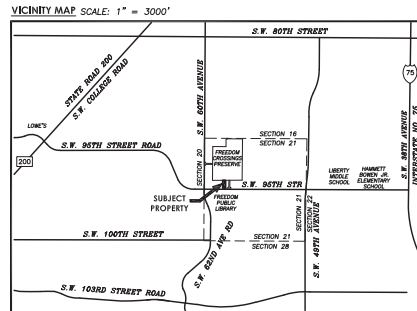 VICINITY MAP SCALE: 1" = 3000'
S.W. 80TH STREET
STATE ROAD 200
S.W. COLLEGE ROAD
S.W. 60TH AVENUE
75
S.W. 38TH AVENUE
INTERSTATE NO. 75
LOWE'S
S.W. 95TH STREET ROAD
200
SECTION 16
SECTION 21
SECTION 20
FREEDOM
CROSSINGS
PRESERVE
LIBERTY
MIDDLE
SCHOOL
HAMMETT
BOWEN JR.
ELEMENTARY
SCHOOL
S.W. 95TH STR
SUBJECT
PROPERTY
FREEDOM
PUBLIC
LIBRARY
SECTION 21
SECTION 22
S.W. 49TH AVENUE
S.W. 100TH STREET
S.W. 62ND AVE RD
SECTION 21
SECTION 28
S.W. 103RD STREET ROAD